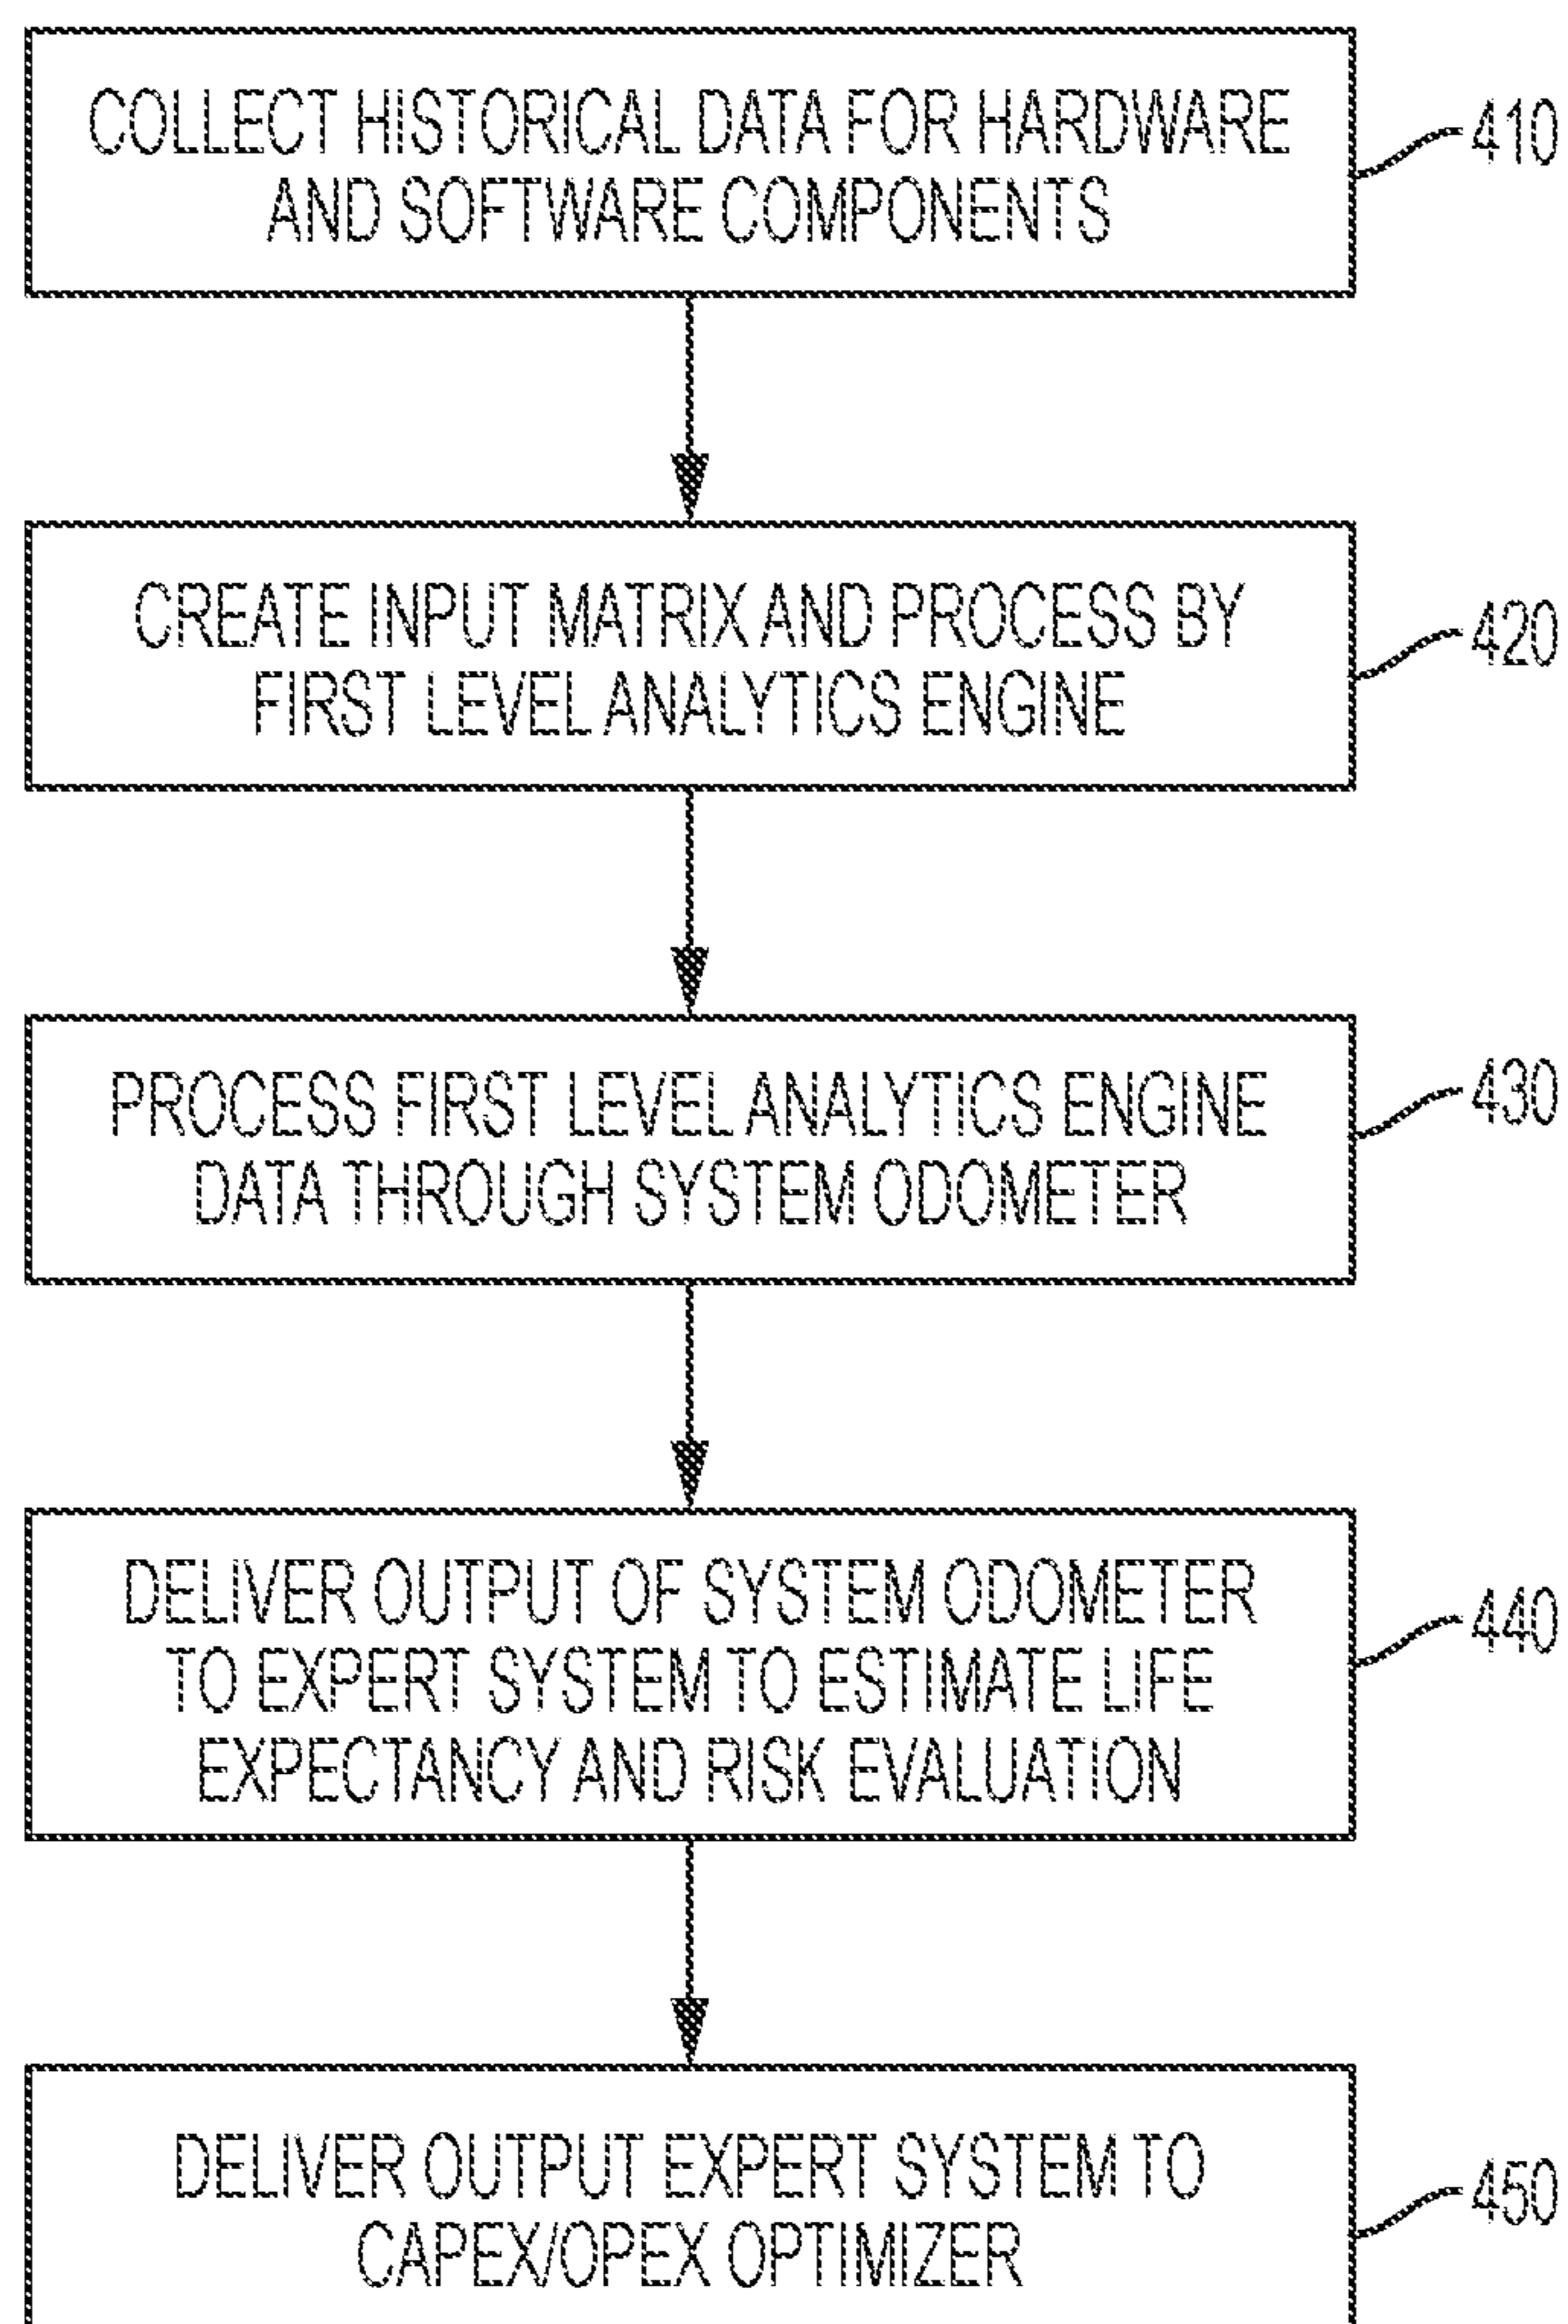 COLLECT HISTORICAL DATA FOR HARDWARE
AND SOFTWARE COMPONENTS
410
CREATE INPUT MATRIX AND PROCESS BY
FIRST LEVEL ANALYTICS ENGINE
420
PROCESS FIRST LEVEL ANALYTICS ENGINE
DATA THROUGH SYSTEM ODOMETER
430
DELIVER OUTPUT OF SYSTEM ODOMETER
TO EXPERT SYSTEM TO ESTIMATE LIFE
EXPECTANCY AND RISK EVALUATION
440
DELIVER OUTPUT EXPERT SYSTEM TO
CAPEX/OPEX OPTIMIZER
450